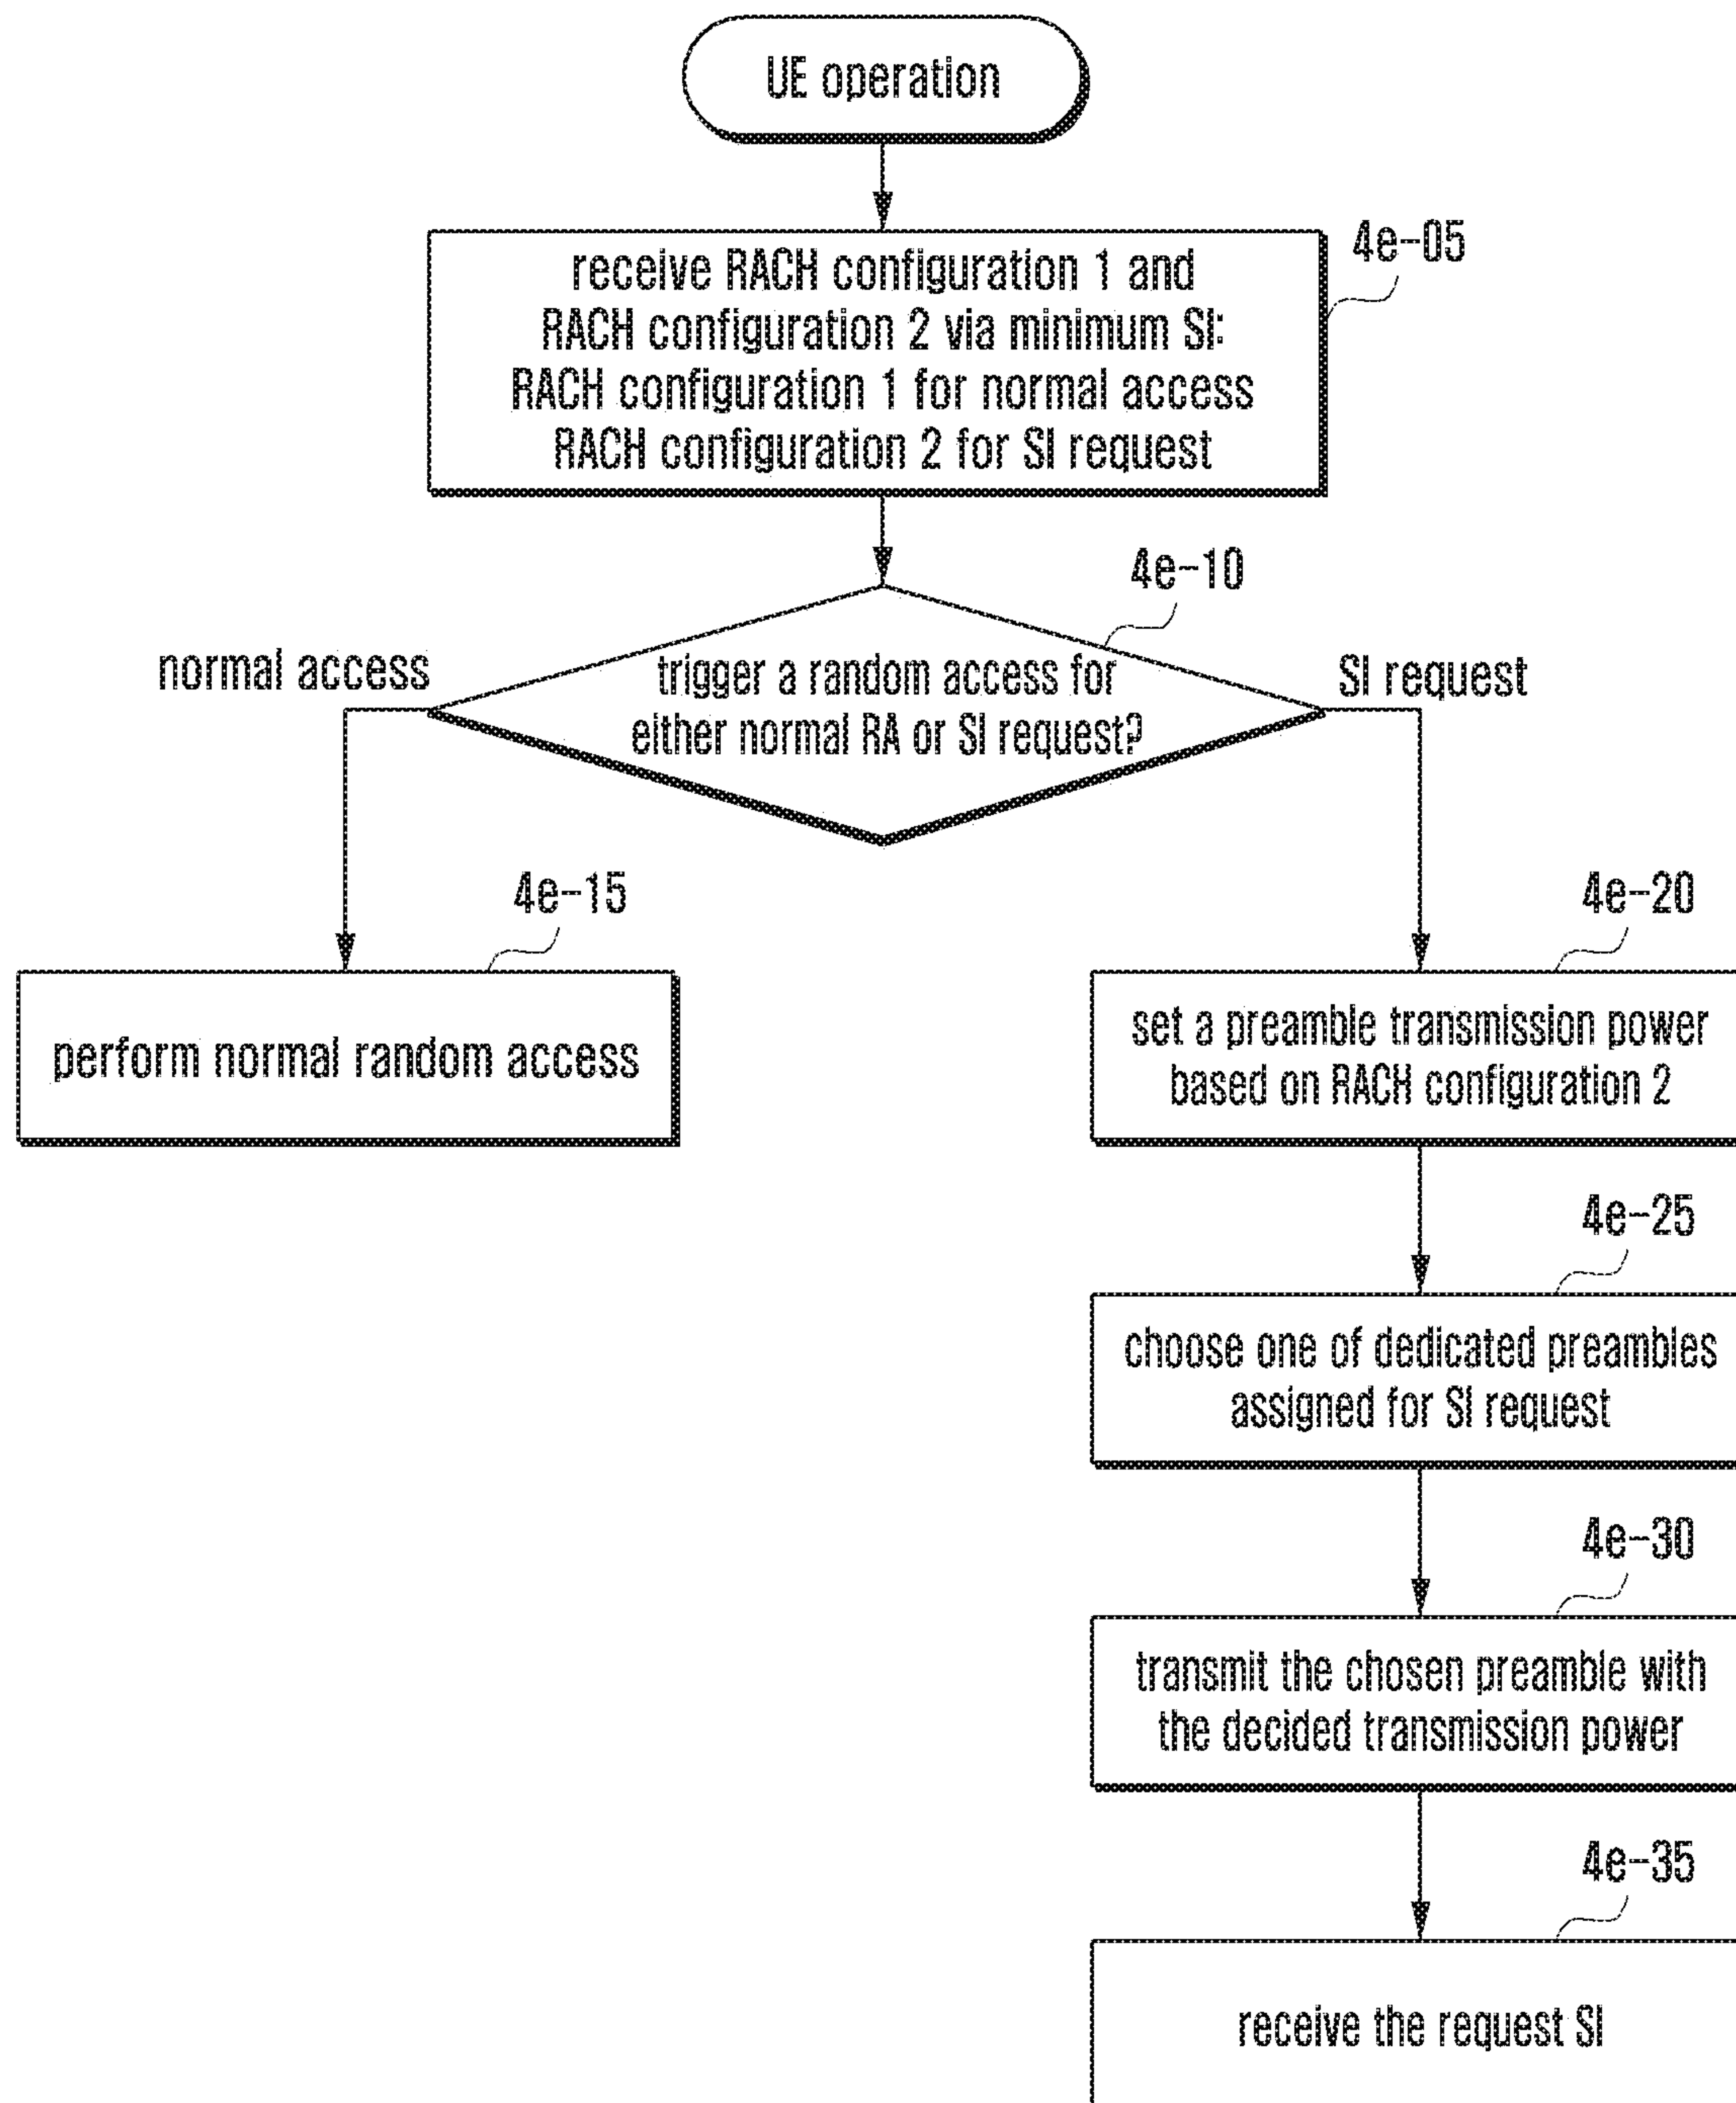 UE operation
4e-05
receive RACH configuration 1 and
RACH configuration 2 via minimum SI:
RACH configuration 1 for normal access
RACH configuration 2 for SI request
4e-10
normal access
trigger a random access for
either normal RA or SI request?
SI request
4e-15
perform normal random access
4e-20
set a preamble transmission power
based on RACH configuration 2
4e-25
choose one of dedicated preambles
assigned for SI request
4e-30
transmit the chosen preamble with
the decided transmission power
4e-35
receive the request SI